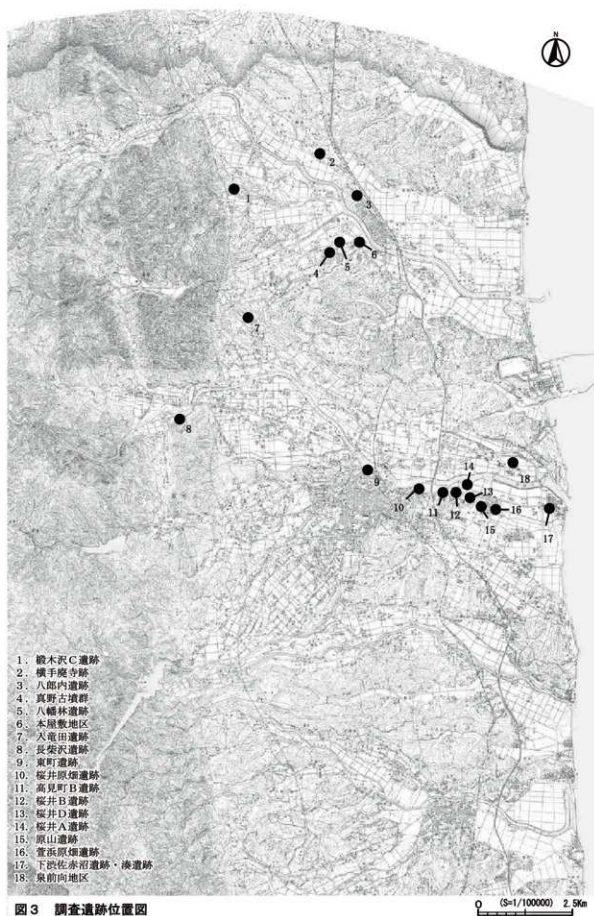 N
1
2
3
4
5
6
7
8
9
10
11
12
13
14
15
16
17
18
1. 緞木沢C遺跡
2. 横手廃寺跡
3. 八郎内遺跡
4. 真野古墳群
5. 八幡林遺跡
6. 本屋敷地区
7. 入竜田遺跡
8. 長柴沢遺跡
9. 東町遺跡
10. 桜井原畑遺跡
11. 高見町B遺跡
12. 桜井B遺跡
13. 桜井D遺跡
14. 桜井A遺跡
15. 原山遺跡
16. 萱浜原畑遺跡
17. 下渋佐赤沼遺跡・湊遺跡
18. 泉前向地区
図3 調査遺跡位置図
0 (S=1/100000) 2.5Km